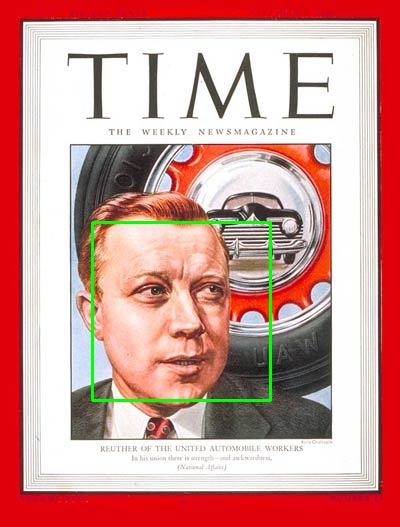 TIME
THE WEEKLY NEWSMAGAZINE
UAW
REUTHER OF THE UNITED AUTOMOBILE WORKERS
In his union there is strength—and awkwardness.
(National Affairs)